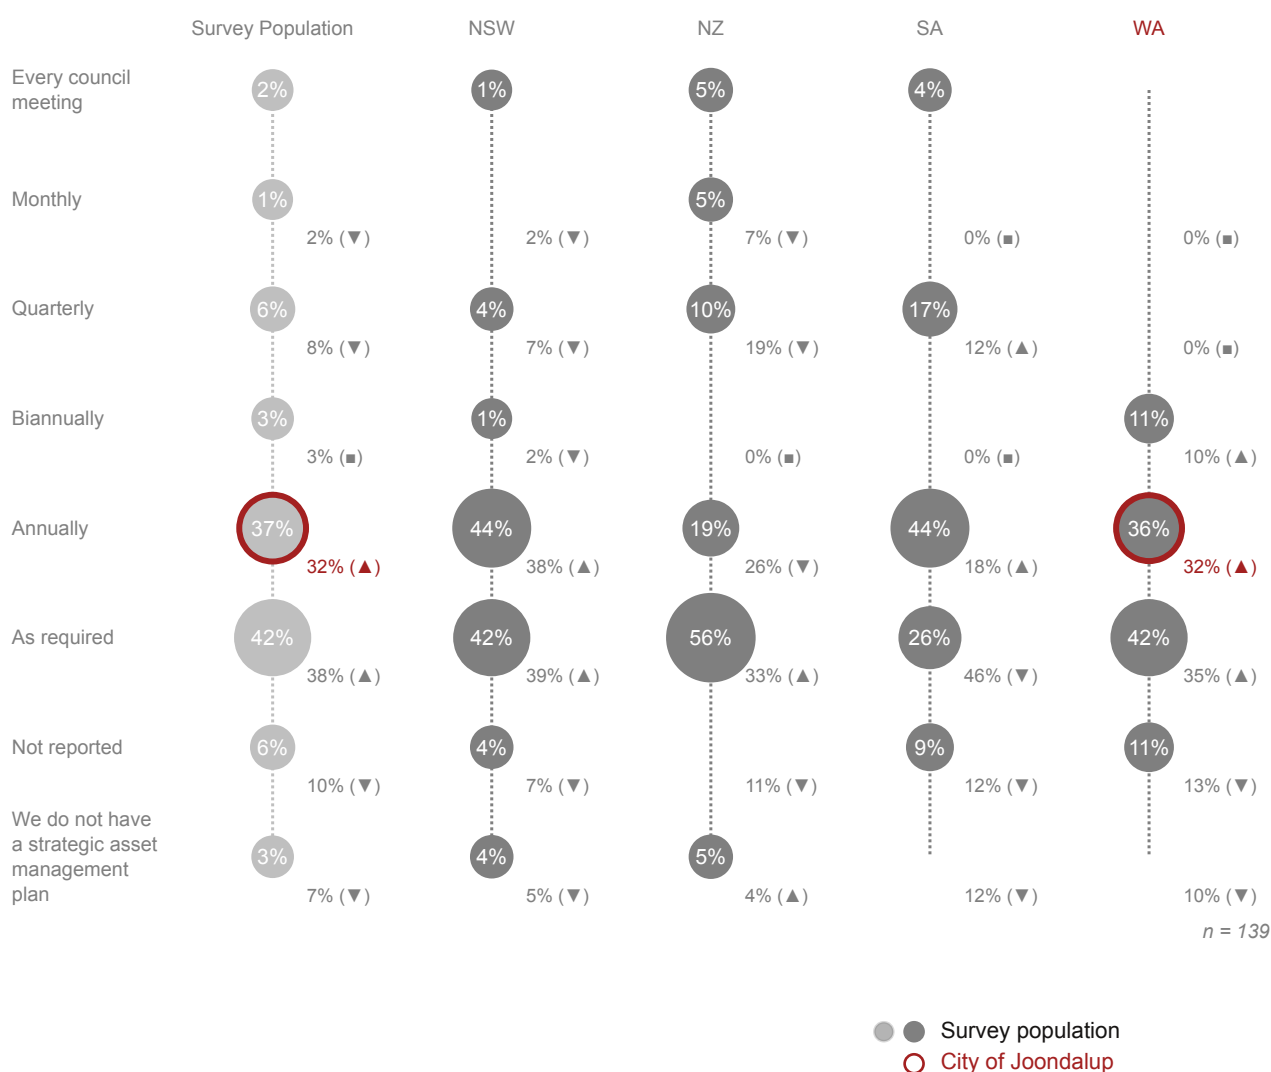 Survey Population NSW NZ SA WA
Every council
meeting
2% 1% 5% 4%
Monthly 1% 5%
2% (▼) 2% (▼) 7% (▼) 0% (■) 0% (■)
Quarterly 6% 4% 10% 17%
8% (▼) 7% (▼) 19% (▼) 12% (▲) 0% (■)
Biannually 3% 1% 11%
3% (■) 2% (▼) 0% (■) 0% (■) 10% (▲)
Annually 37% 44% 19% 44% 36%
32% (▲) 38% (▲) 26% (▼) 18% (▲) 32% (▲)
As required 42% 42% 56% 26% 42%
38% (▲) 39% (▲) 33% (▲) 46% (▼) 35% (▲)
Not reported 6% 4% 9% 11%
10% (▼) 7% (▼) 11% (▼) 12% (▼) 13% (▼)
We do not have
a strategic asset
management
plan
3% 4% 5%
7% (▼) 5% (▼) 4% (▲) 12% (▼) 10% (▼)
n = 139
Survey population
City of Joondalup